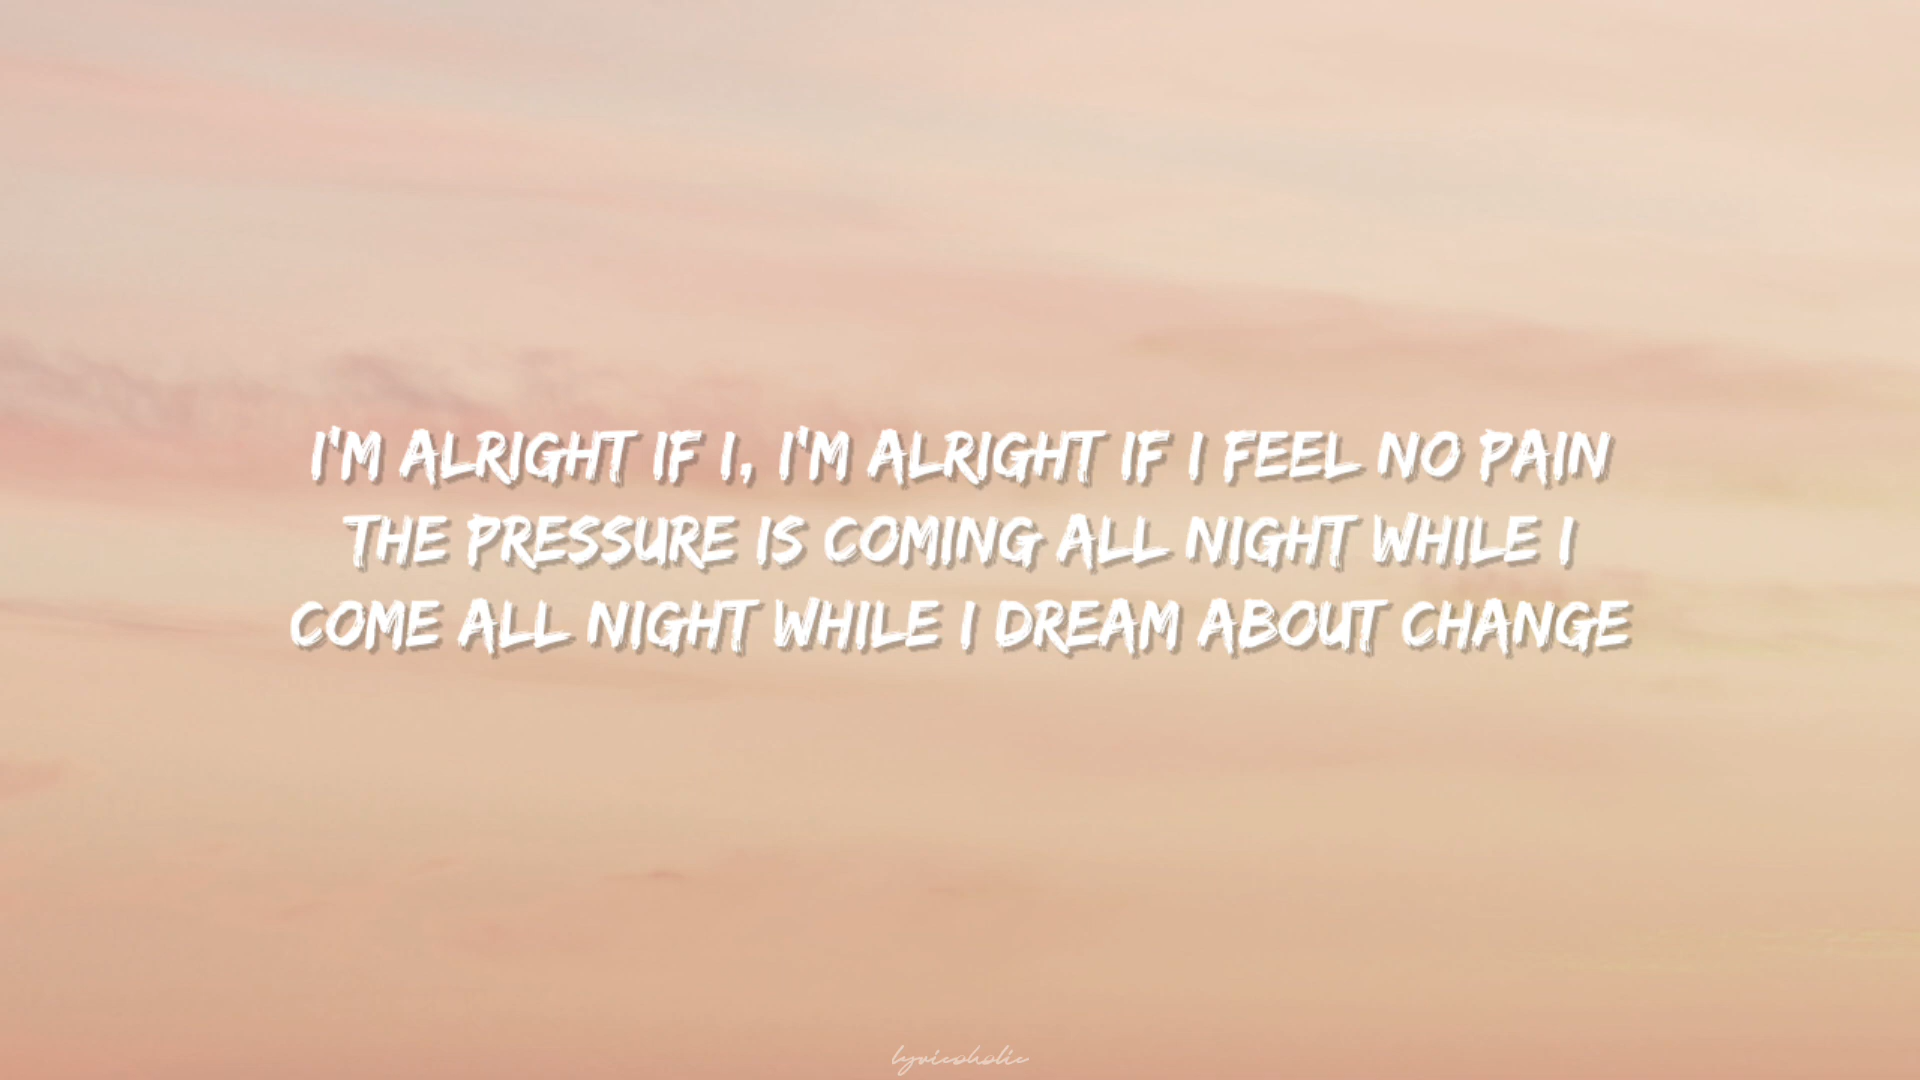 I'M ALRIGHT IF I, I'M ALRIGHT IF I FEEL NO PAIN
THE PRESSURE IS COMING ALL NIGHT WHILE I
COME ALL NIGHT WHILE I DREAM ABOUT CHANGE
lyricoholic